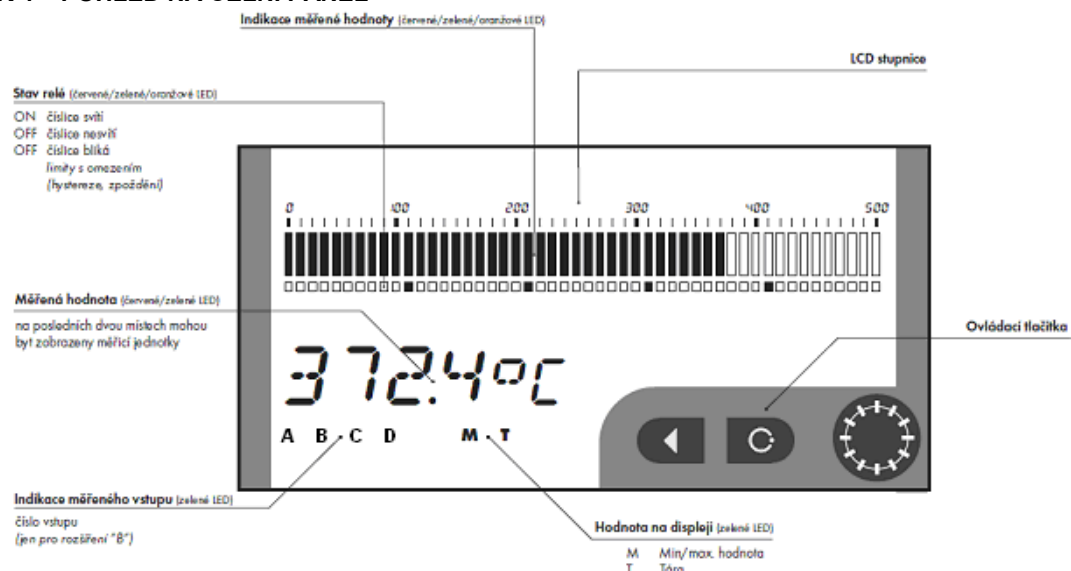 Indikace měřené hodnoty (červené/zelené/oranžové LED)
LCD stupnice
Stav relé (červené/zelené/oranžové LED)
ON číslice svítí
OFF číslice nesvítí
OFF číslice bliká
limity s omezením
(hystereze, zpoždění)
0 100 200 300 400 500
Měřená hodnota (červené/zelené LED)
na posledních dvou místech mohou
byt zobrazeny měřicí jednotky
Ovládací tlačítka
372.4°C
A B C D M T
Indikace měřeného vstupu (zelené LED)
číslo vstupu
(jen pro rozšíření "B")
Hodnota na displeji (zelené LED)
M Min/max. hodnota
T Tára